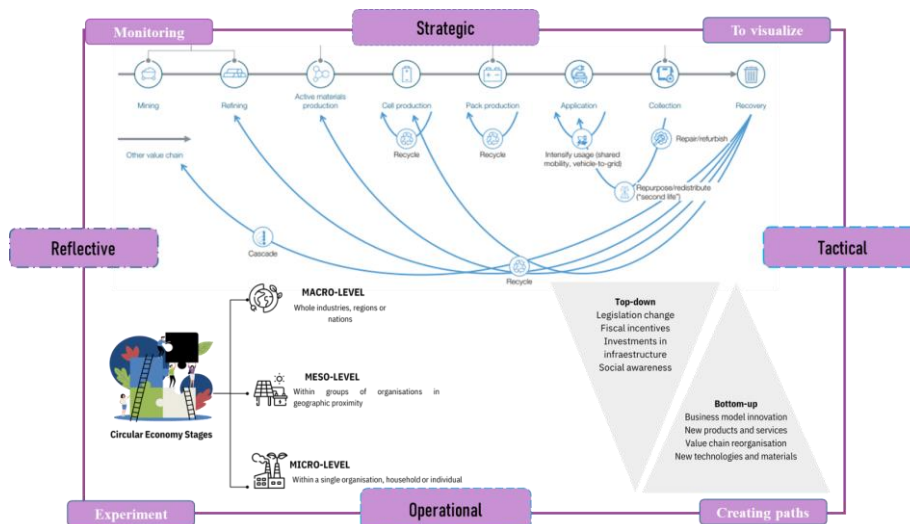 Monitoring
Strategic
To visualize
Mining
Refining
Active materials
production
Cell production
Pack production
Application
Collection
Recovery
Other value chain
Recycle
Recycle
Intensify usage (shared
mobility, vehicle-to-grid)
Repair/refurbish
Repurpose/redistribute
("second life")
Reflective
Tactical
Cascade
Recycle
MACRO-LEVEL
Whole industries, regions or
nations
MESO-LEVEL
Within groups of organisations in
geographic proximity
MICRO-LEVEL
Within a single organisation, household or individual
Circular Economy Stages
Top-down
Legislation change
Fiscal incentives
Investments in
infrastructure
Social awareness
Bottom-up
Business model innovation
New products and services
Value chain reorganisation
New technologies and materials
Experiment
Operational
Creating paths